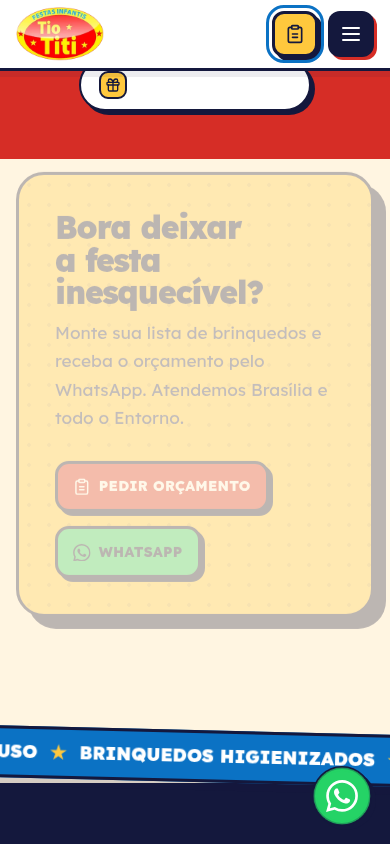 FESTAS INFANTIS
Tio
Titi
Bora deixar
a festa
inesquecível?
Monte sua lista de brinquedos e
receba o orçamento pelo
WhatsApp. Atendemos Brasília e
todo o Entorno.
PEDIR ORÇAMENTO
WHATSAPP
USO ★ BRINQUEDOS HIGIENIZADOS